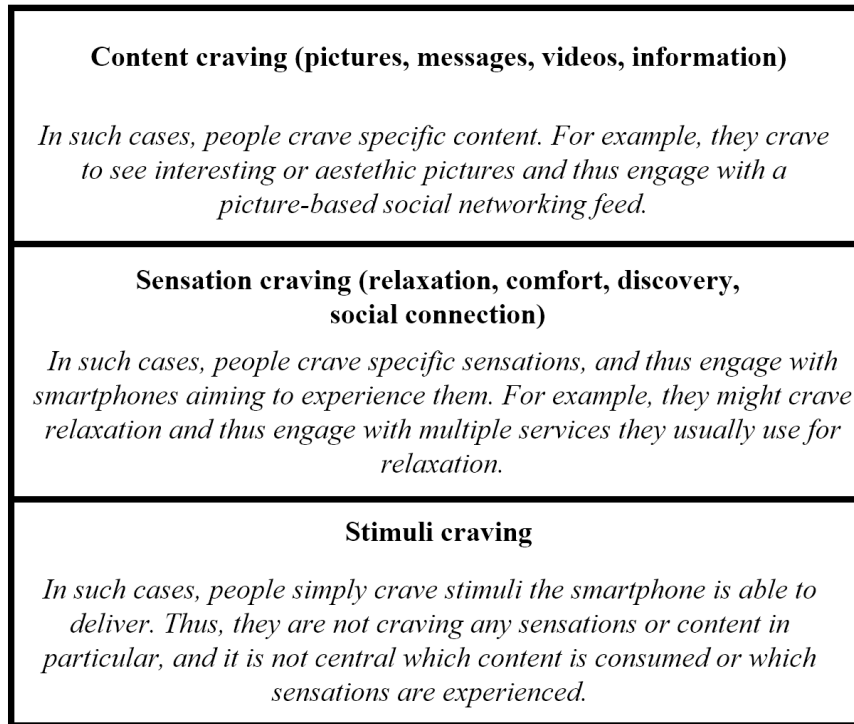 Content craving (pictures, messages, videos, information)
In such cases, people crave specific content. For example, they crave
to see interesting or aestethic pictures and thus engage with a
picture-based social networking feed.
Sensation craving (relaxation, comfort, discovery,
social connection)
In such cases, people crave specific sensations, and thus engage with
smartphones aiming to experience them. For example, they might crave
relaxation and thus engage with multiple services they usually use for
relaxation.
Stimuli craving
In such cases, people simply crave stimuli the smartphone is able to
deliver. Thus, they are not craving any sensations or content in
particular, and it is not central which content is consumed or which
sensations are experienced.